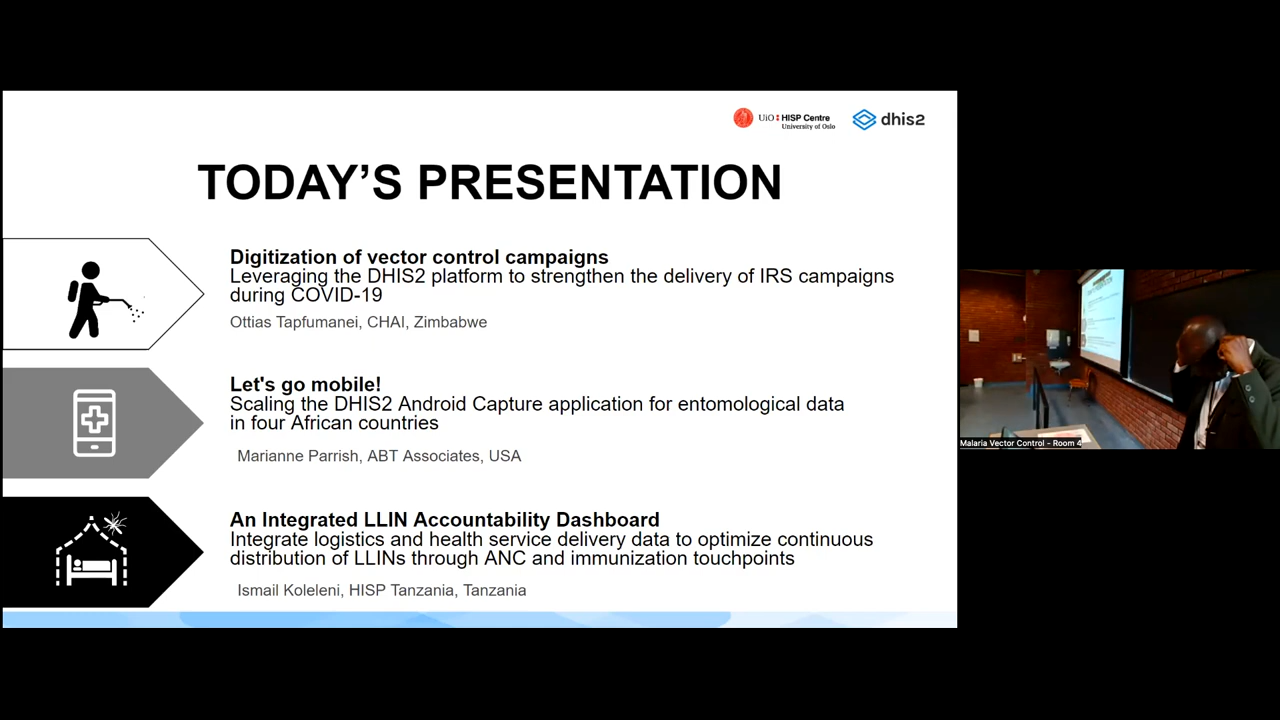 UiO: HISP Centre
University of Oslo
dhis2
TODAY'S PRESENTATION
Digitization of vector control campaigns
Leveraging the DHIS2 platform to strengthen the delivery of IRS campaigns
during COVID-19
Ottias Tapfumanei, CHAI, Zimbabwe
Let's go mobile!
Scaling the DHIS2 Android Capture application for entomological data
in four African countries
Marianne Parrish, ABT Associates, USA
An Integrated LLIN Accountability Dashboard
Integrate logistics and health service delivery data to optimize continuous
distribution of LLINs through ANC and immunization touchpoints
Ismail Koleleni, HISP Tanzania, Tanzania
Malaria Vector Control - Room 4